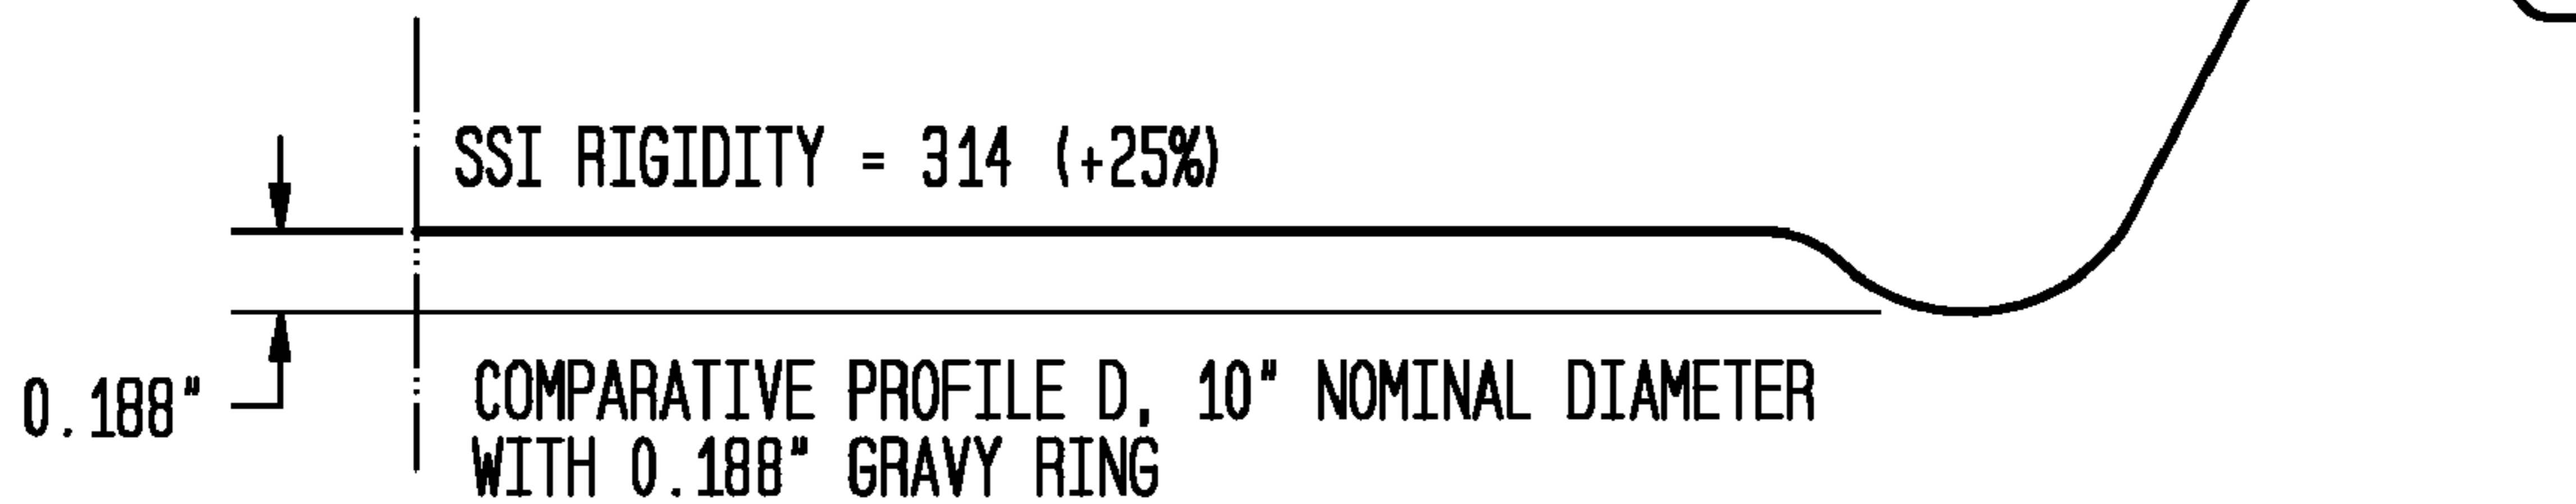 SSI RIGIDITY = 314 (+25%)
0.188"
COMPARATIVE PROFILE D, 10" NOMINAL DIAMETER
WITH 0.188" GRAVY RING